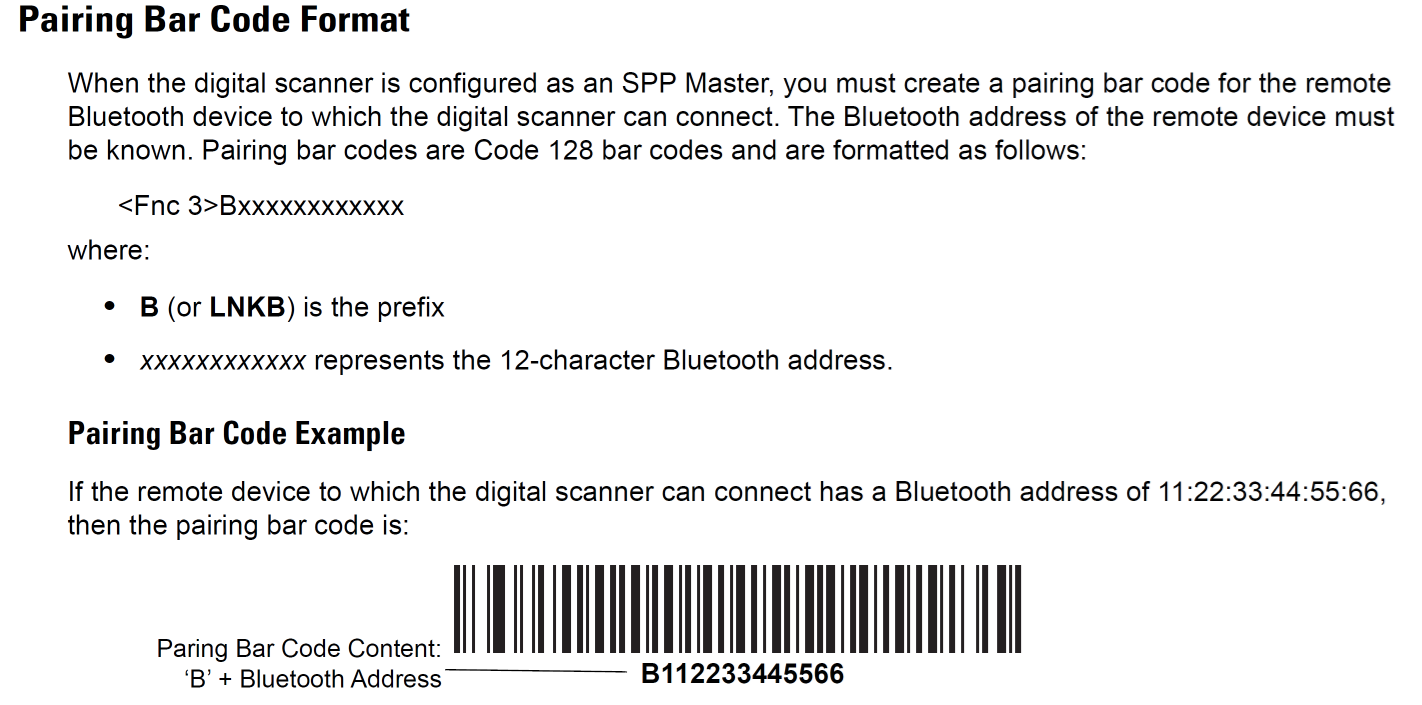 Pairing Bar Code Format
When the digital scanner is configured as an SPP Master, you must create a pairing bar code for the remote
Bluetooth device to which the digital scanner can connect. The Bluetooth address of the remote device must
be known. Pairing bar codes are Code 128 bar codes and are formatted as follows:
<Fnc 3>Bxxxxxxxxxxxx
where:
• B (or LNKB) is the prefix
• xxxxxxxxxxxx represents the 12-character Bluetooth address.
Pairing Bar Code Example
If the remote device to which the digital scanner can connect has a Bluetooth address of 11:22:33:44:55:66,
then the pairing bar code is:
Paring Bar Code Content:
‘B’ + Bluetooth Address
B112233445566